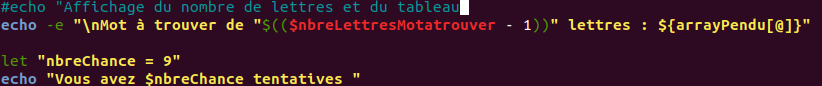 #echo "Affichage du nombre de lettres et du tableau
echo -e "\nMot à trouver de "$(($nbreLettresMotatrouver - 1))" lettres : ${arrayPendu[@]}"
let "nbreChance = 9"
echo "Vous avez $nbreChance tentatives "